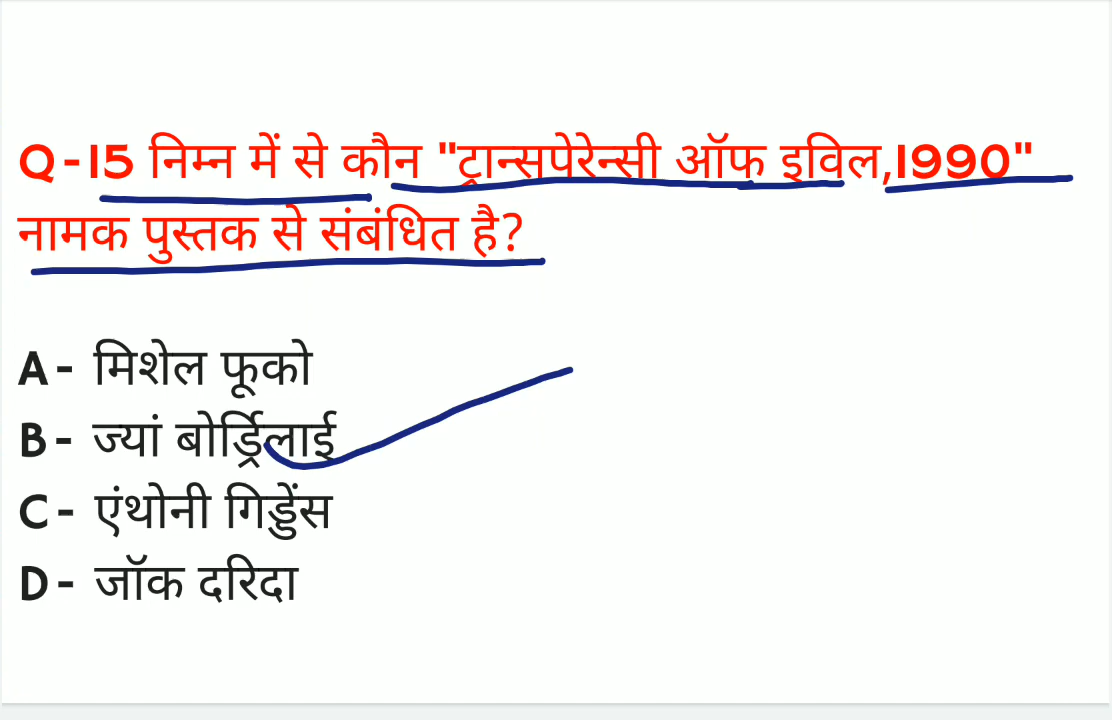 Q-15 निम्न में से कौन "ट्रान्सपेरेन्सी ऑफ इविल,1990"
नामक पुस्तक से संबंधित है?
A- मिशेल फूको
B- ज्यां बोर्ड्रिलाई
C- एंथोनी गिड्डेंस
D- जॉक दरिदा